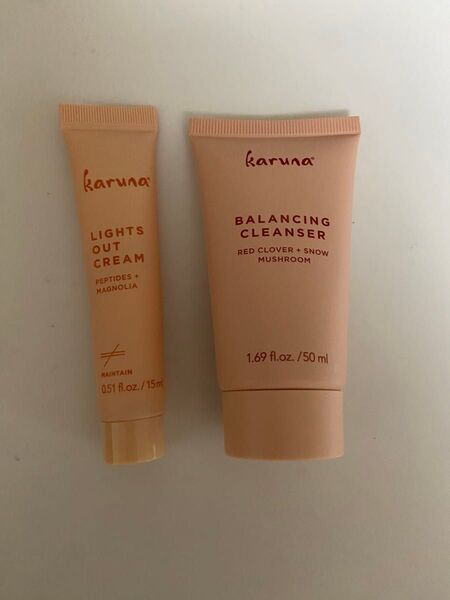 karuna
LIGHTS
OUT
CREAM
PEPTIDES +
MAGNOLIA
MAINTAIN
0.51 fl.oz. / 15ml
karuna
BALANCING
CLEANSER
RED CLOVER + SNOW
MUSHROOM
1.69 fl.oz. / 50 ml